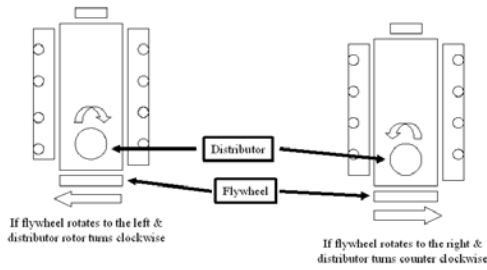 Distributor
Flywheel
If flywheel rotates to the left &
distributor rotor turns clockwise
If flywheel rotates to the right &
distributor turns counter clockwise